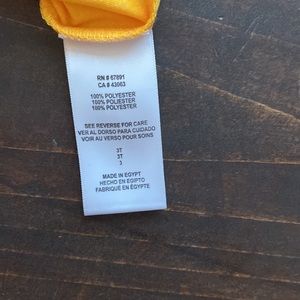 RN # 67891
CA # 43663
100% POLYESTER
100% POLIESTER
100% POLYESTER
SEE REVERSE FOR CARE
VER AL DORSO PARA CUIDADO
VOIR AU VERSO POUR SOINS
3T
3T
3
MADE IN EGYPT
HECHO EN EGIPTO
FABRIQUÉ EN ÉGYPTE